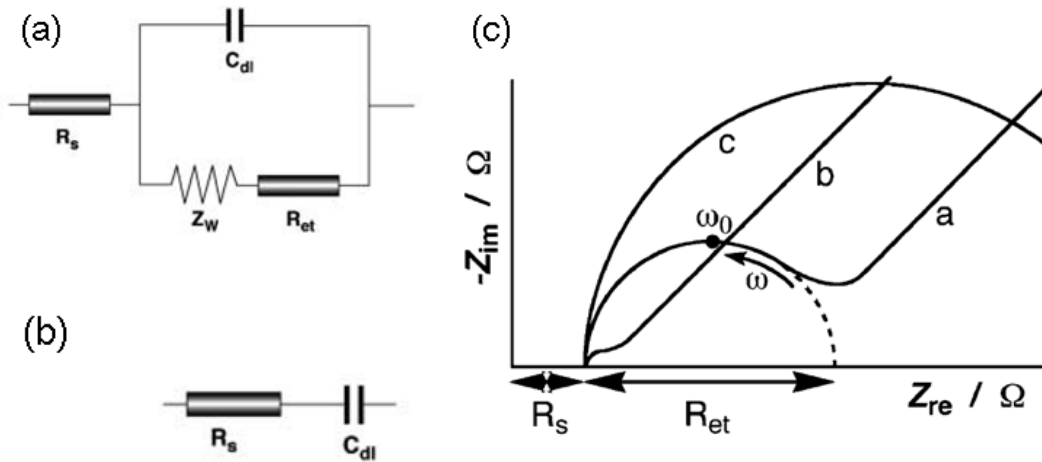 (a)
C_dl
R_s
Z_W
R_et
(b)
R_s
C_dl
(c)
-Z_im / Ω
c
b
a
ω_0
ω
R_s
R_et
Z_re / Ω